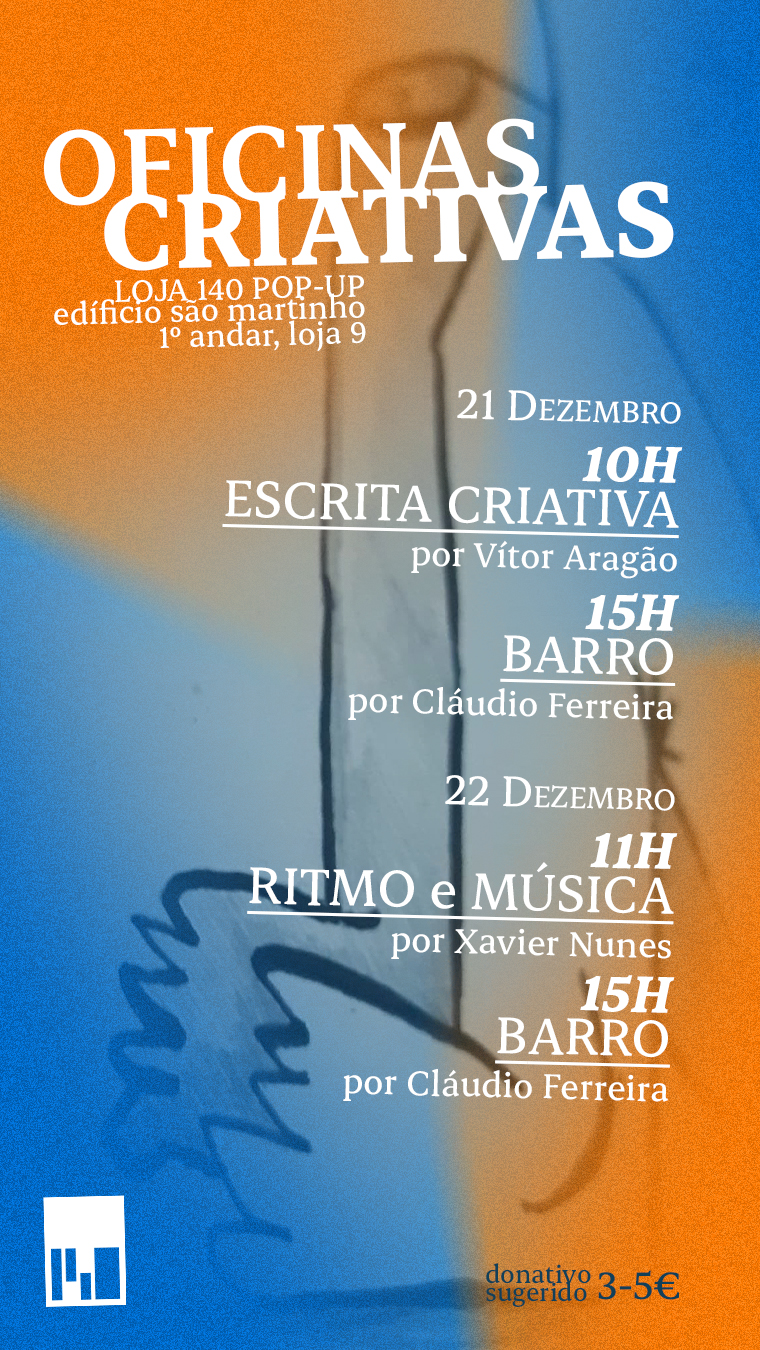 OFICINAS
CRIATIVAS
LOJA 140 POP-UP
edíficio são martinho
1º andar, loja 9
21 DEZEMBRO
10H
ESCRITA CRIATIVA
por Vítor Aragão
15H
BARRO
por Cláudio Ferreira
22 DEZEMBRO
11H
RITMO e MÚSICA
por Xavier Nunes
15H
BARRO
por Cláudio Ferreira
donativo
sugerido 3-5€